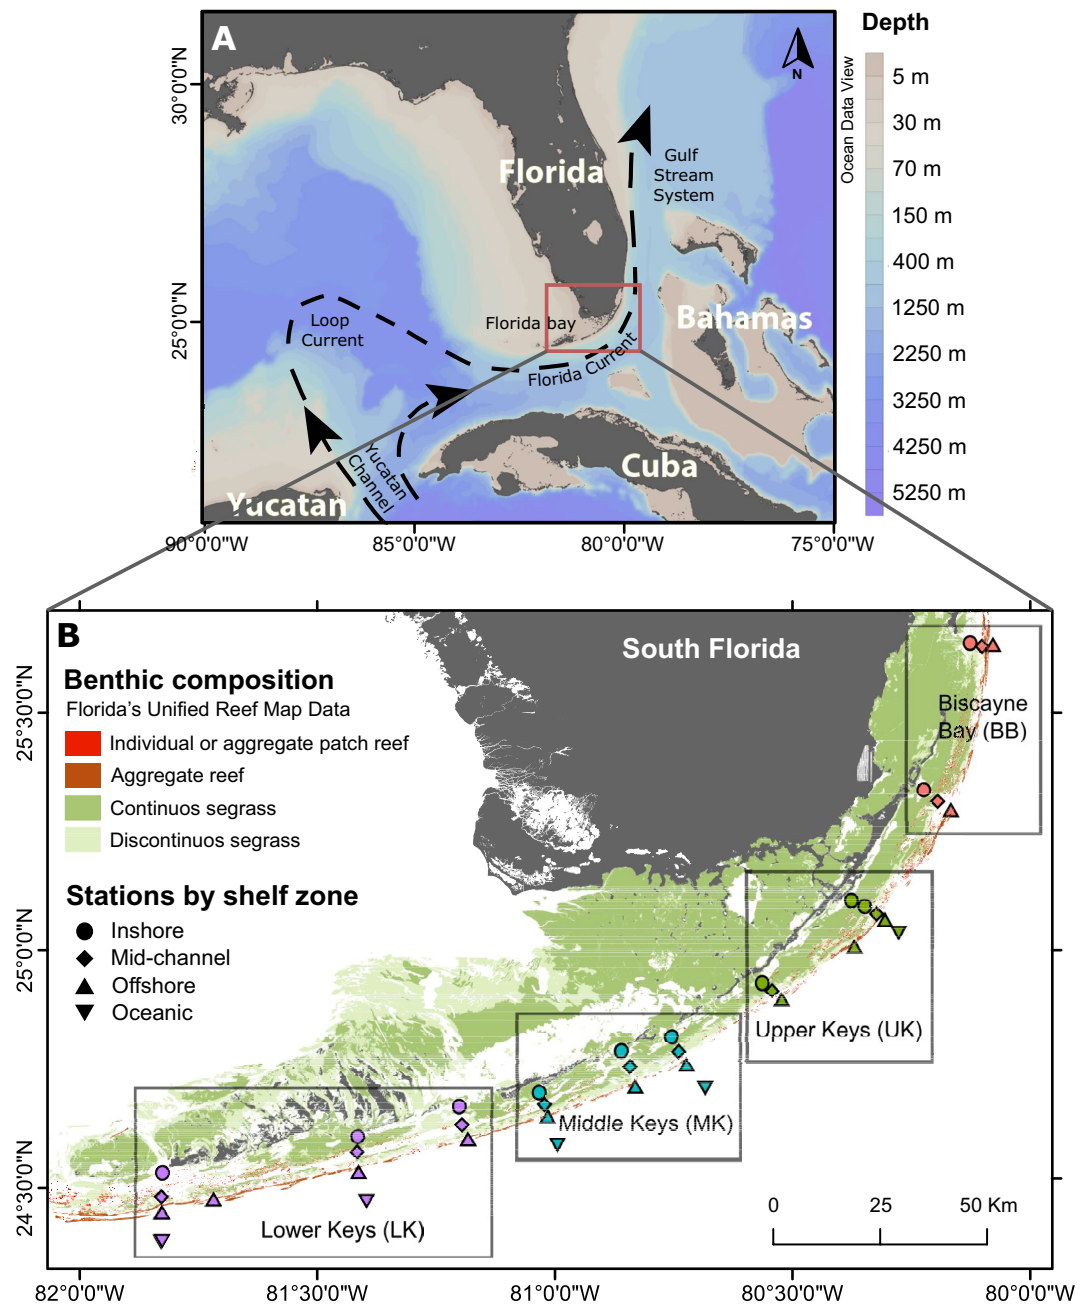 A
Depth
Ocean Data View
N
5 m
30 m
70 m
150 m
400 m
1250 m
2250 m
3250 m
4250 m
5250 m
30°0'0"N
25°0'0"N
Florida
Gulf
Stream
System
Loop
Current
Florida bay
Bahamas
Florida Current
Yucatan
Channel
Cuba
Yucatan
90°0'0"W
85°0'0"W
80°0'0"W
75°0'0"W
B
South Florida
Benthic composition
Florida's Unified Reef Map Data
Individual or aggregate patch reef
Aggregate reef
Continuos segrass
Discontinuos segrass
Stations by shelf zone
Inshore
Mid-channel
Offshore
Oceanic
Biscayne
Bay (BB)
Upper Keys (UK)
Middle Keys (MK)
Lower Keys (LK)
0 25 50 Km
25°30'0"N
25°0'0"N
24°30'0"N
82°0'0"W
81°30'0"W
81°0'0"W
80°30'0"W
80°0'0"W